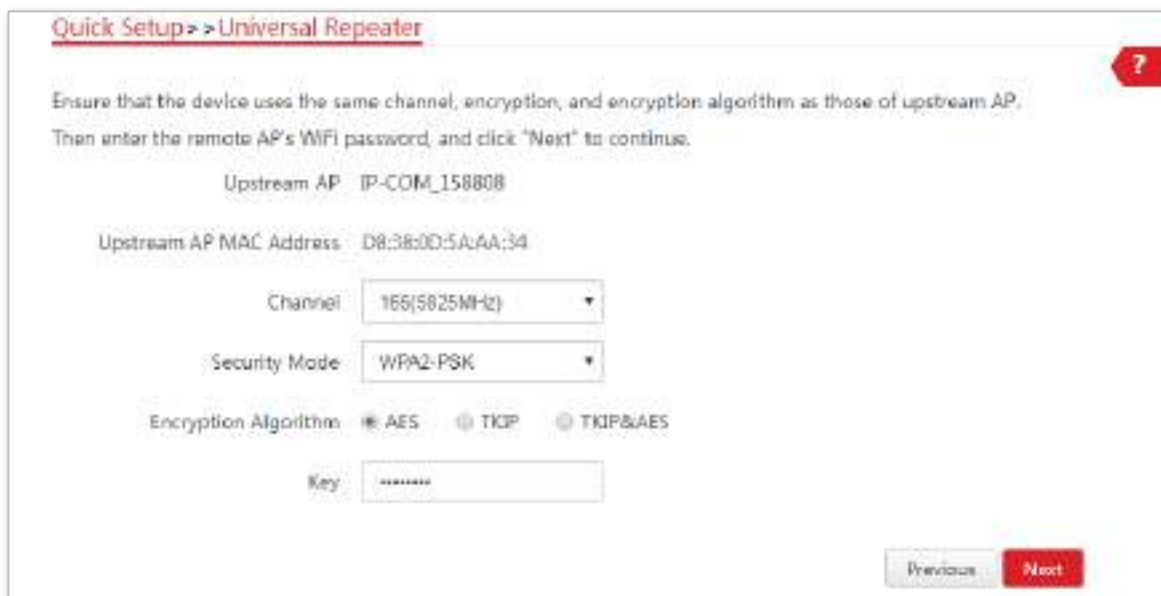 Quick Setup>>Universal Repeater
?
Ensure that the device uses the same channel, encryption, and encryption algorithm as those of upstream AP.
Then enter the remote AP's WiFi password, and click "Next" to continue.
Upstream AP IP-COM_158808
Upstream AP MAC Address D8:38:0D:5A:AA:34
Channel 165(5825MHz)
Security Mode WPA2-PSK
Encryption Algorithm AES TKIP TKIP&AES
Key ••••••••
Previous Next